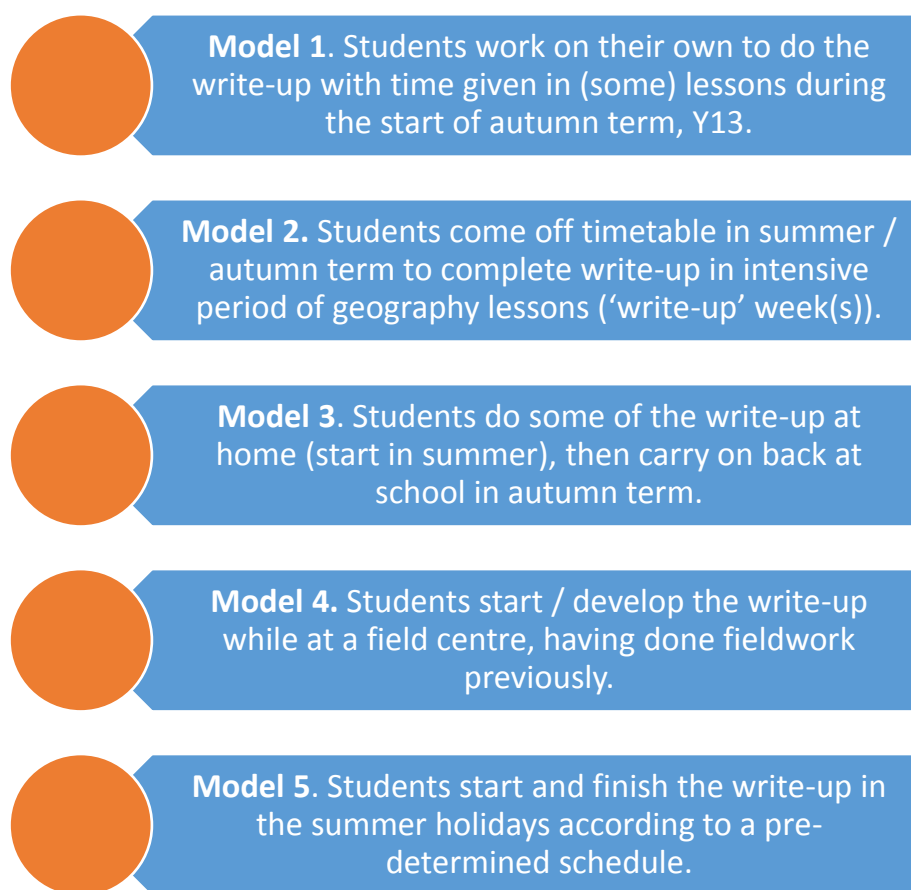 Model 1. Students work on their own to do the
write-up with time given in (some) lessons during
the start of autumn term, Y13.
Model 2. Students come off timetable in summer /
autumn term to complete write-up in intensive
period of geography lessons (‘write-up’ week(s)).
Model 3. Students do some of the write-up at
home (start in summer), then carry on back at
school in autumn term.
Model 4. Students start / develop the write-up
while at a field centre, having done fieldwork
previously.
Model 5. Students start and finish the write-up in
the summer holidays according to a pre-
determined schedule.